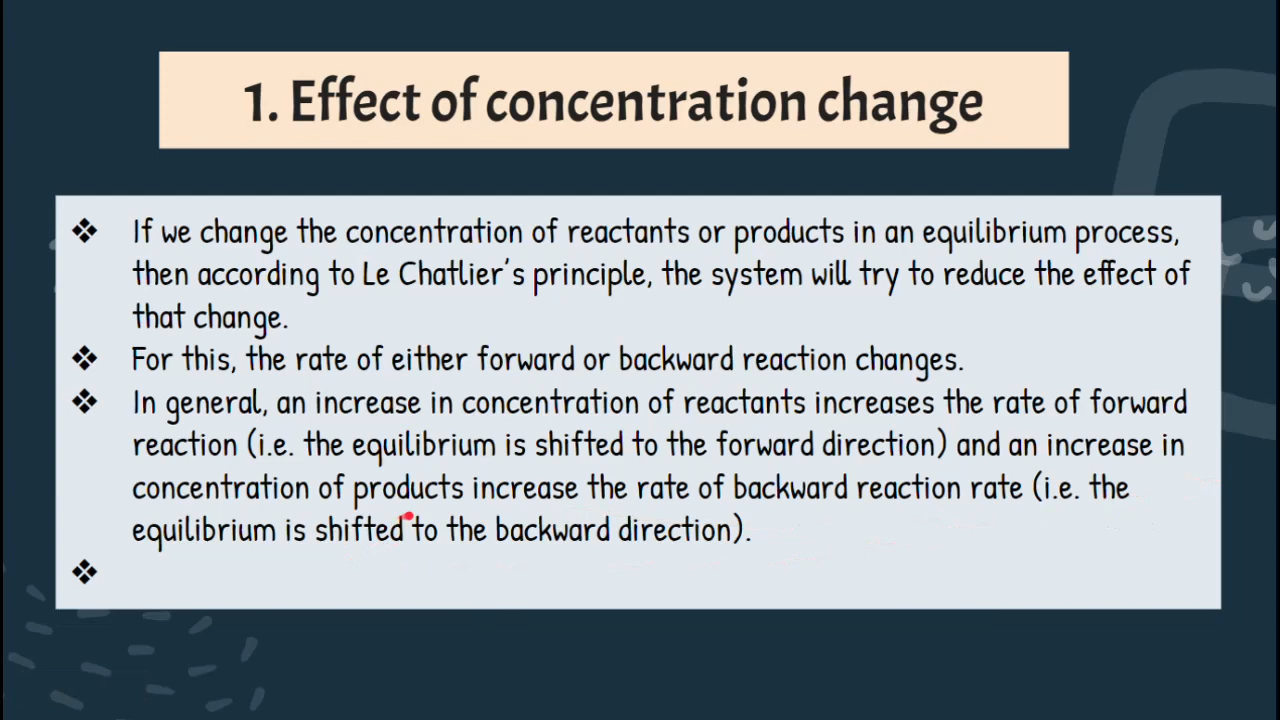 1. Effect of concentration change
❖ If we change the concentration of reactants or products in an equilibrium process,
then according to Le Chatlier's principle, the system will try to reduce the effect of
that change.
❖ For this, the rate of either forward or backward reaction changes.
❖ In general, an increase in concentration of reactants increases the rate of forward
reaction (i.e. the equilibrium is shifted to the forward direction) and an increase in
concentration of products increase the rate of backward reaction rate (i.e. the
equilibrium is shifted to the backward direction).
❖